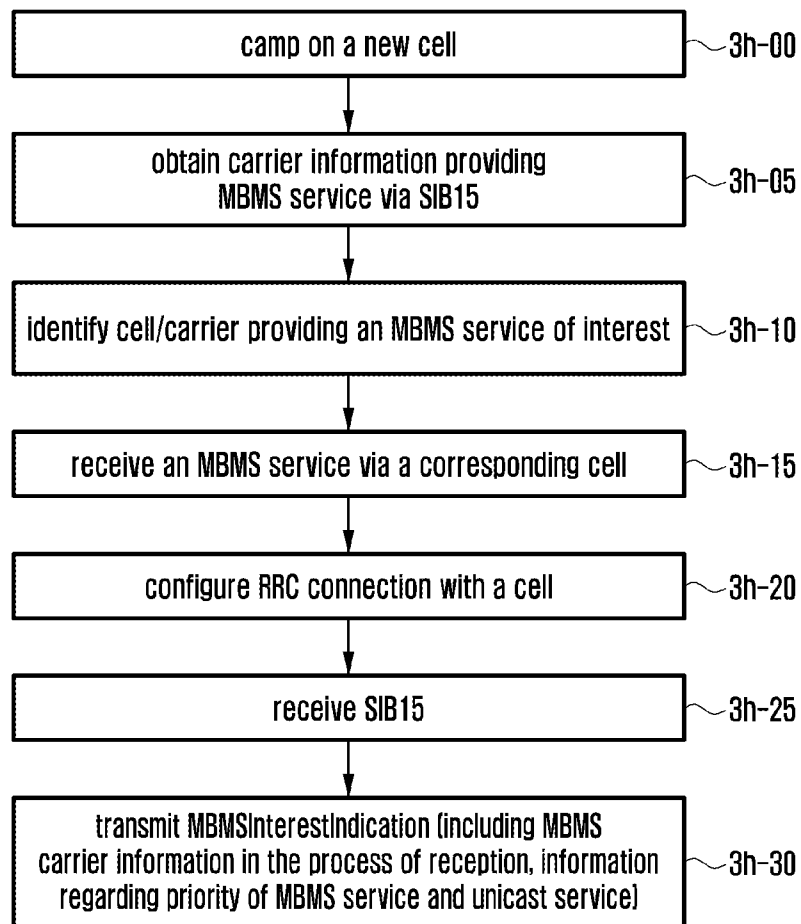 camp on a new cell
3h-00
obtain carrier information providing
MBMS service via SIB15
3h-05
identify cell/carrier providing an MBMS service of interest
3h-10
receive an MBMS service via a corresponding cell
3h-15
configure RRC connection with a cell
3h-20
receive SIB15
3h-25
transmit MBMSInterestIndication (including MBMS
carrier information in the process of reception, information
regarding priority of MBMS service and unicast service)
3h-30